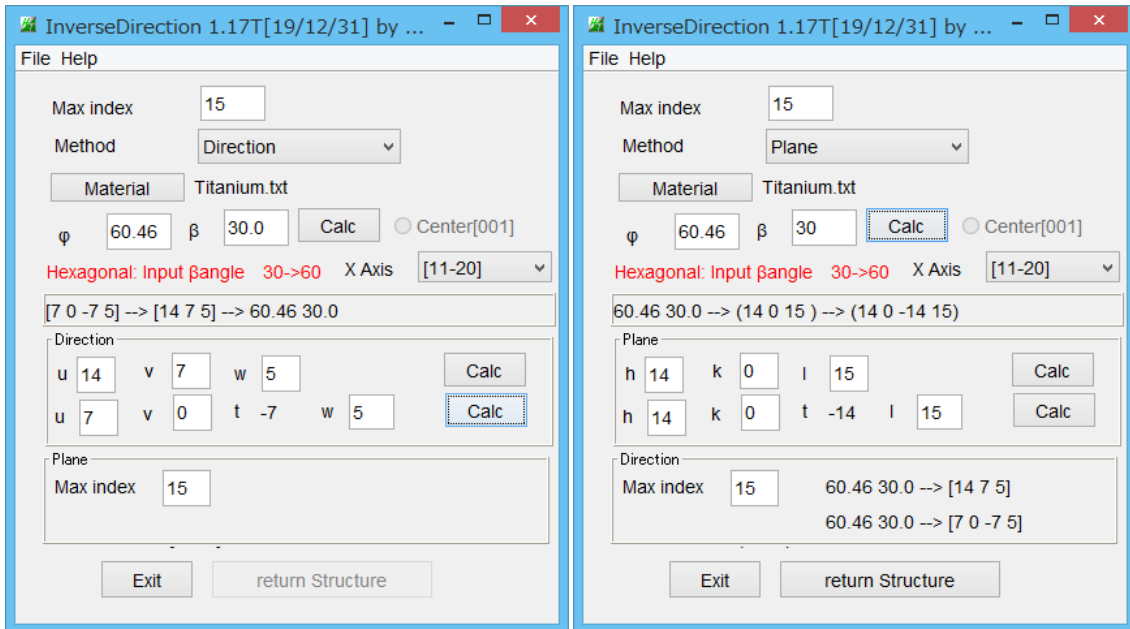 InverseDirection 1.17T[19/12/31] by ...
File Help
Max index 15
Method Direction
Material Titanium.txt
φ 60.46 β 30.0 Calc Center[001]
Hexagonal: Input βangle 30->60 X Axis [11-20]
[7 0 -7 5] --> [14 7 5] --> 60.46 30.0
Direction
u 14 v 7 w 5 Calc
u 7 v 0 t -7 w 5 Calc
Plane
Max index 15
Exit return Structure
InverseDirection 1.17T[19/12/31] by ...
File Help
Max index 15
Method Plane
Material Titanium.txt
φ 60.46 β 30 Calc Center[001]
Hexagonal: Input βangle 30->60 X Axis [11-20]
60.46 30.0 --> (14 0 15 ) --> (14 0 -14 15)
Plane
h 14 k 0 l 15 Calc
h 14 k 0 t -14 l 15 Calc
Direction
Max index 15 60.46 30.0 --> [14 7 5]
60.46 30.0 --> [7 0 -7 5]
Exit return Structure